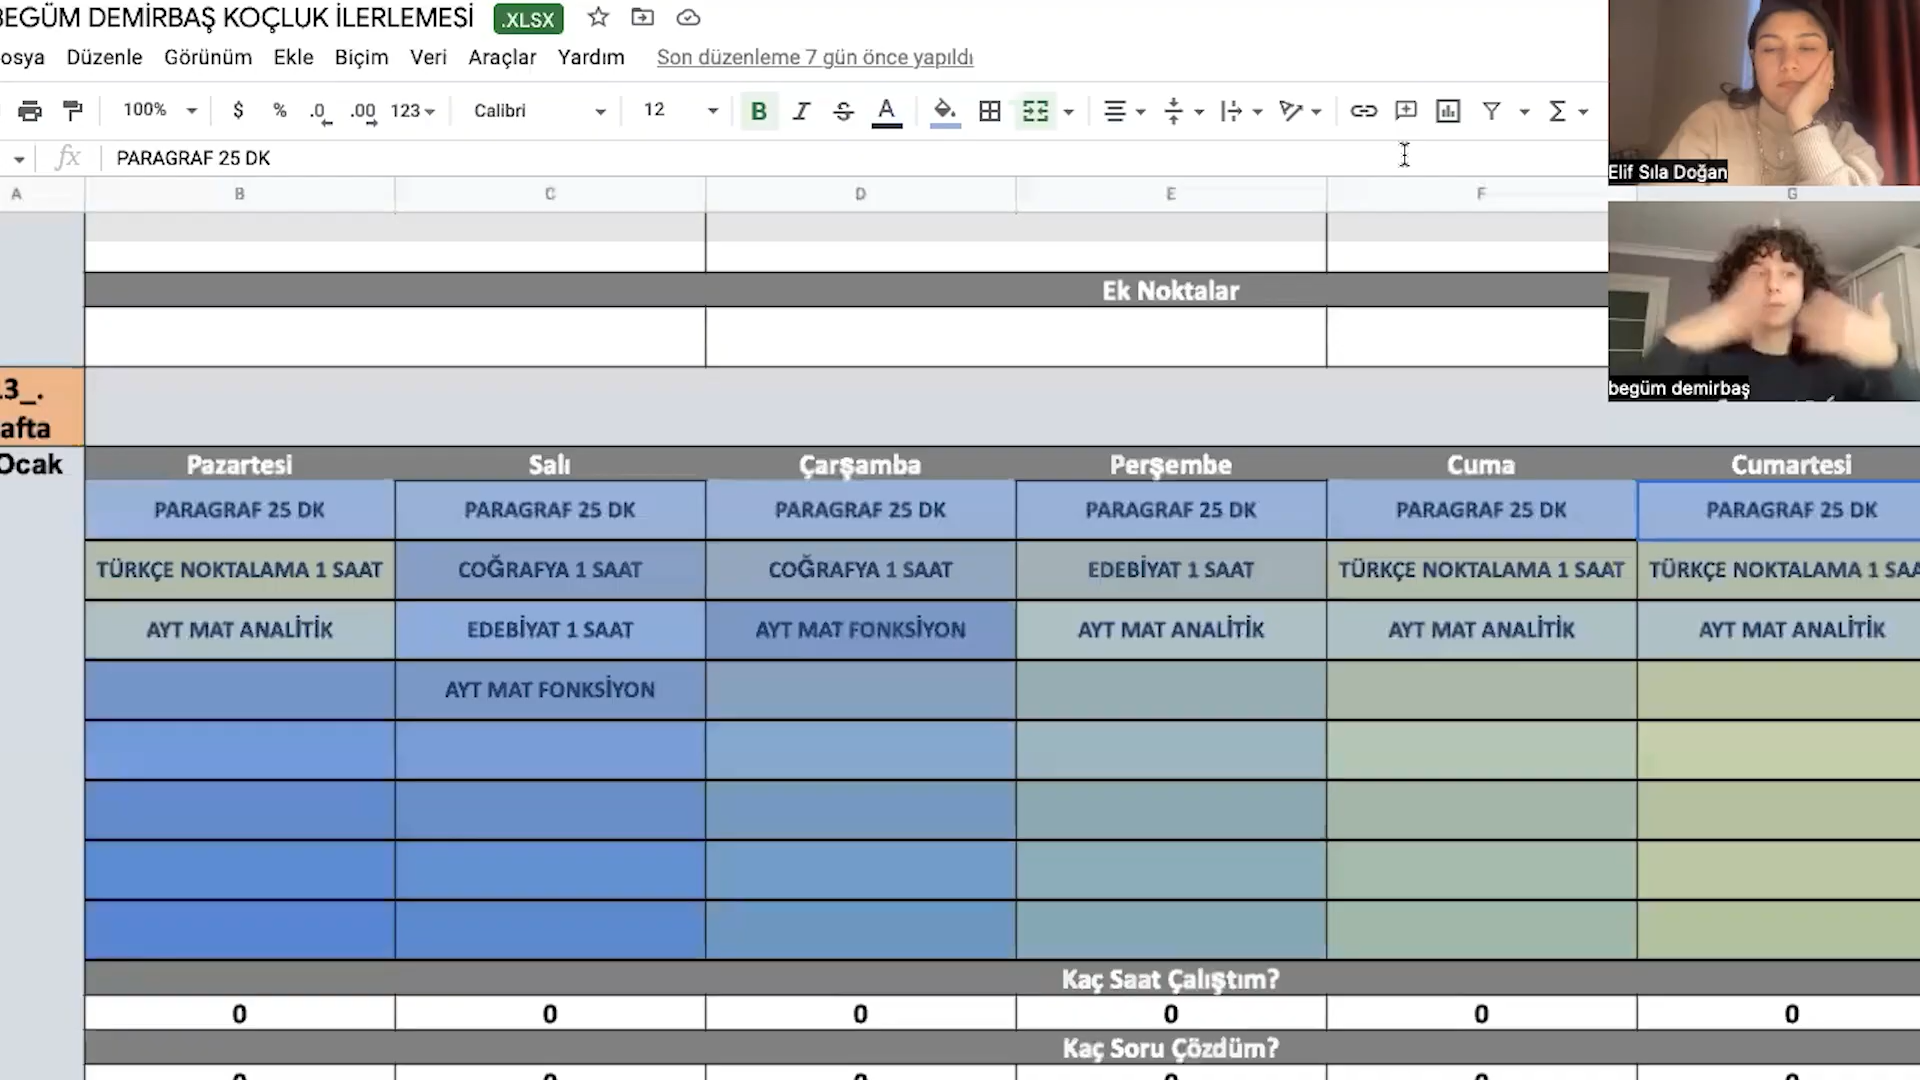 BEGÜM DEMİRBAŞ KOÇLUK İLERLEMESİ .XLSX
osya Düzenle Görünüm Ekle Biçim Veri Araçlar Yardım Son düzenleme 7 gün önce yapıldı
100% $ % .0 .00 123 Calibri 12 B I S A
fx PARAGRAF 25 DK
Elif Sıla Doğan
A B C D E F G
Ek Noktalar
begüm demirbaş
3_.
afta
Ocak Pazartesi Salı Çarşamba Perşembe Cuma Cumartesi
PARAGRAF 25 DK PARAGRAF 25 DK PARAGRAF 25 DK PARAGRAF 25 DK PARAGRAF 25 DK PARAGRAF 25 DK
TÜRKÇE NOKTALAMA 1 SAAT COĞRAFYA 1 SAAT COĞRAFYA 1 SAAT EDEBİYAT 1 SAAT TÜRKÇE NOKTALAMA 1 SAAT TÜRKÇE NOKTALAMA 1 SAA
AYT MAT ANALİTİK EDEBİYAT 1 SAAT AYT MAT FONKSİYON AYT MAT ANALİTİK AYT MAT ANALİTİK AYT MAT ANALİTİK
AYT MAT FONKSİYON
Kaç Saat Çalıştım?
0 0 0 0 0 0
Kaç Soru Çözdüm?